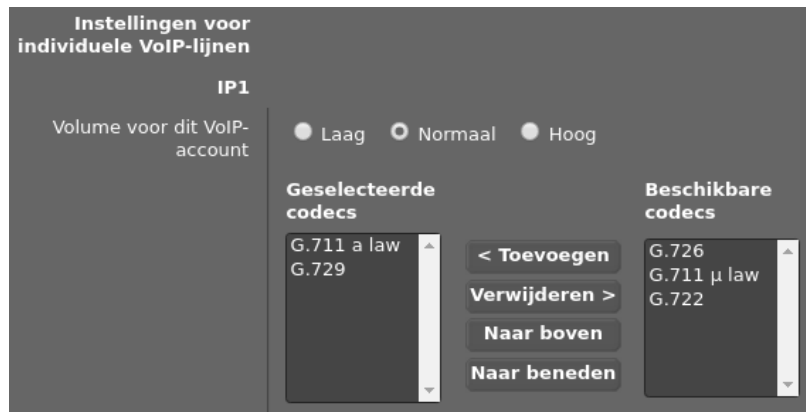 Instellingen voor
individuele VoIP-lijnen
IP1
Volume voor dit VoIP-
account
Laag Normaal Hoog
Geselecteerde
codecs
G.711 a law
G.729
< Toevoegen
Verwijderen >
Naar boven
Naar beneden
Beschikbare
codecs
G.726
G.711 μ law
G.722